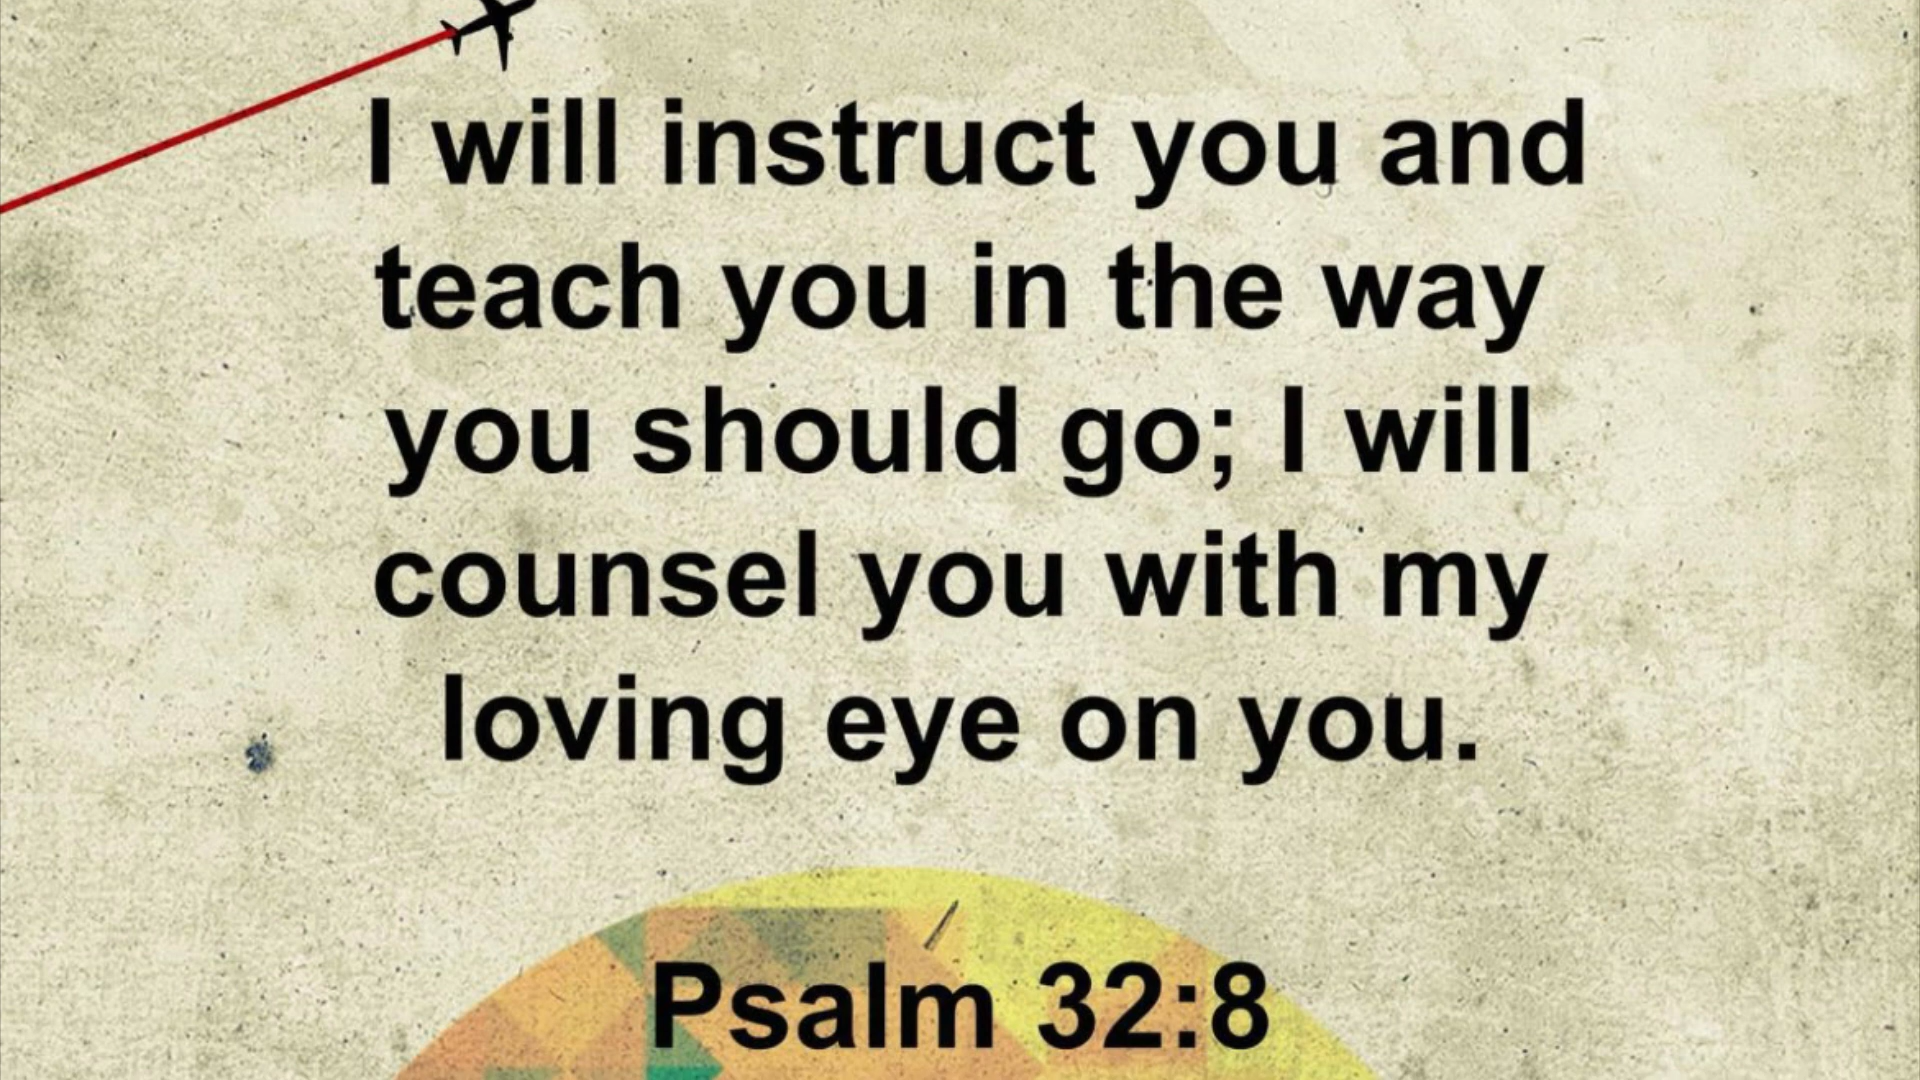 I will instruct you and
teach you in the way
you should go; I will
counsel you with my
loving eye on you.
Psalm 32:8